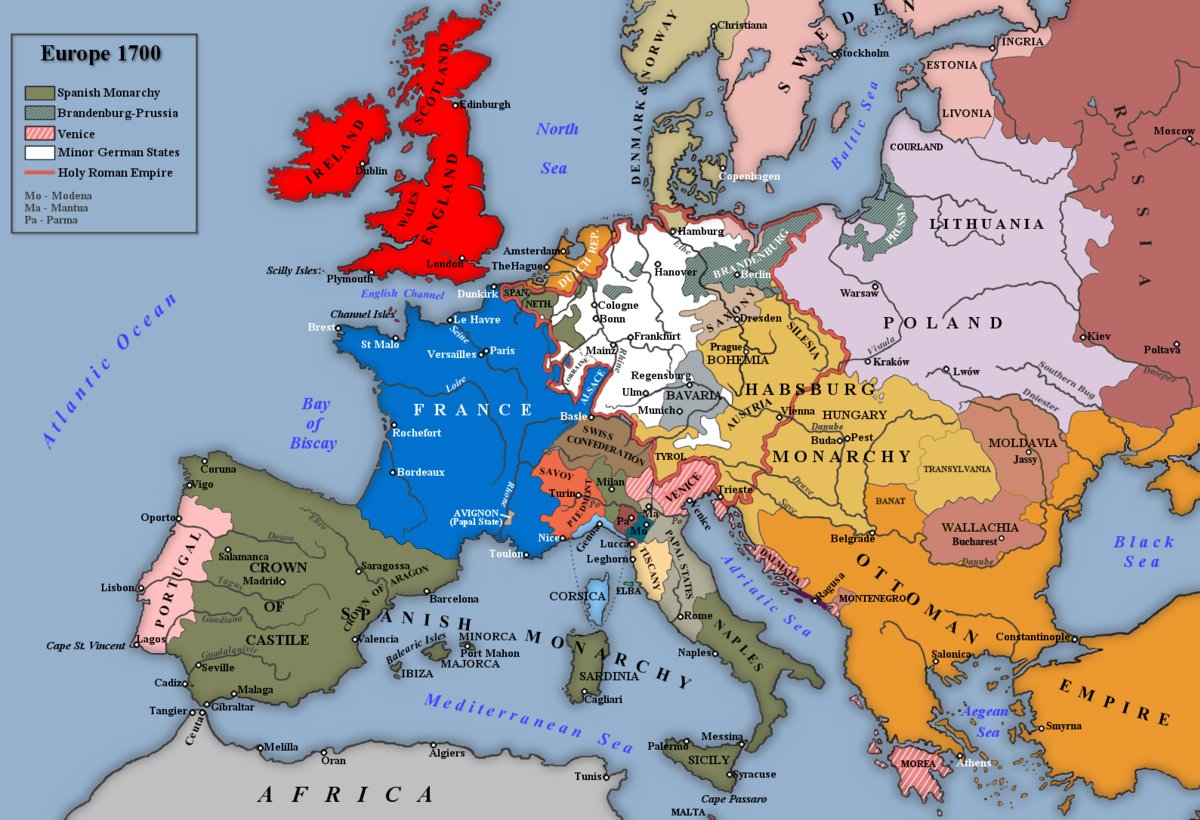 Europe 1700
Spanish Monarchy
Brandenburg-Prussia
Venice
Minor German States
Holy Roman Empire
Mo - Modena
Ma - Mantua
Pa - Parma
NORWAY
DENMARK &
Christiana
SWEDEN
Stockholm
INGRIA
ESTONIA
LIVONIA
Baltic Sea
RUSSIA
Moscow
SCOTLAND
Edinburgh
North
Sea
IRELAND
Dublin
WALES
ENGLAND
London
Plymouth
Scilly Isles
English Channel
Channel Isles
Copenhagen
COURLAND
LITHUANIA
PRUSSIA
Hamburg
Elbe
BRANDENBURG
Berlin
Hanover
Amsterdam
TheHague
DUTCH REP.
Dunkirk
SPAN.
NETH.
Cologne
Bonn
SAXONY
Dresden
SILESIA
Warsaw
POLAND
Vistula
Kraków
Lwów
Kiev
Poltava
Dnieper
Southern Bug
Dniester
Atlantic Ocean
Brest
St Malo
Le Havre
Seine
Versailles
Paris
Loire
FRANCE
Bay
of
Biscay
Rochefort
Bordeaux
LORRAINE
ALSACE
Mainz
Frankfurt
Rhine
Regensburg
Ulm
Munich
BAVARIA
Prague
BOHEMIA
HABSBURG
MONARCHY
AUSTRIA
Vienna
Danube
HUNGARY
Buda
Pest
TRANSYLVANIA
MOLDAVIA
Jassy
Basle
SWISS
CONFEDERATION
TYROL
SAVOY
PIEDMONT
Turin
Milan
Po
VENICE
Venice
Trieste
Drave
Save
BANAT
WALLACHIA
Bucharest
Danube
Belgrade
Rhone
AVIGNON
(Papal State)
Nice
Toulon
Genoa
Pa
Ma
Mo
Po
Lucca
Leghorn
TUSCANY
PAPAL STATES
CORSICA
ELBA
Rome
Adriatic Sea
DALMATIA
Ragusa
MONTENEGRO
OTTOMAN
EMPIRE
Black
Sea
Constantinople
Salonica
Aegean
Sea
Smyrna
Athens
MOREA
Coruna
Vigo
Oporto
PORTUGAL
Lisbon
Lagos
Cape St. Vincent
Ebro
Dauro
Salamanca
CROWN
OF
CASTILE
Madrid
Tagus
Guadiana
Guadalquivir
Saragossa
CROWN OF ARAGON
Barcelona
Valencia
Seville
Cadiz
Malaga
Gibraltar
Tangier
Ceuta
SPANISH MONARCHY
Balearic Isles
IBIZA
MINORCA
Port Mahon
MAJORCA
SARDINIA
Cagliari
NAPLES
Naples
Mediterranean Sea
Messina
Palermo
SICILY
Syracuse
Cape Passaro
MALTA
Melilla
Oran
Algiers
Tunis
AFRICA